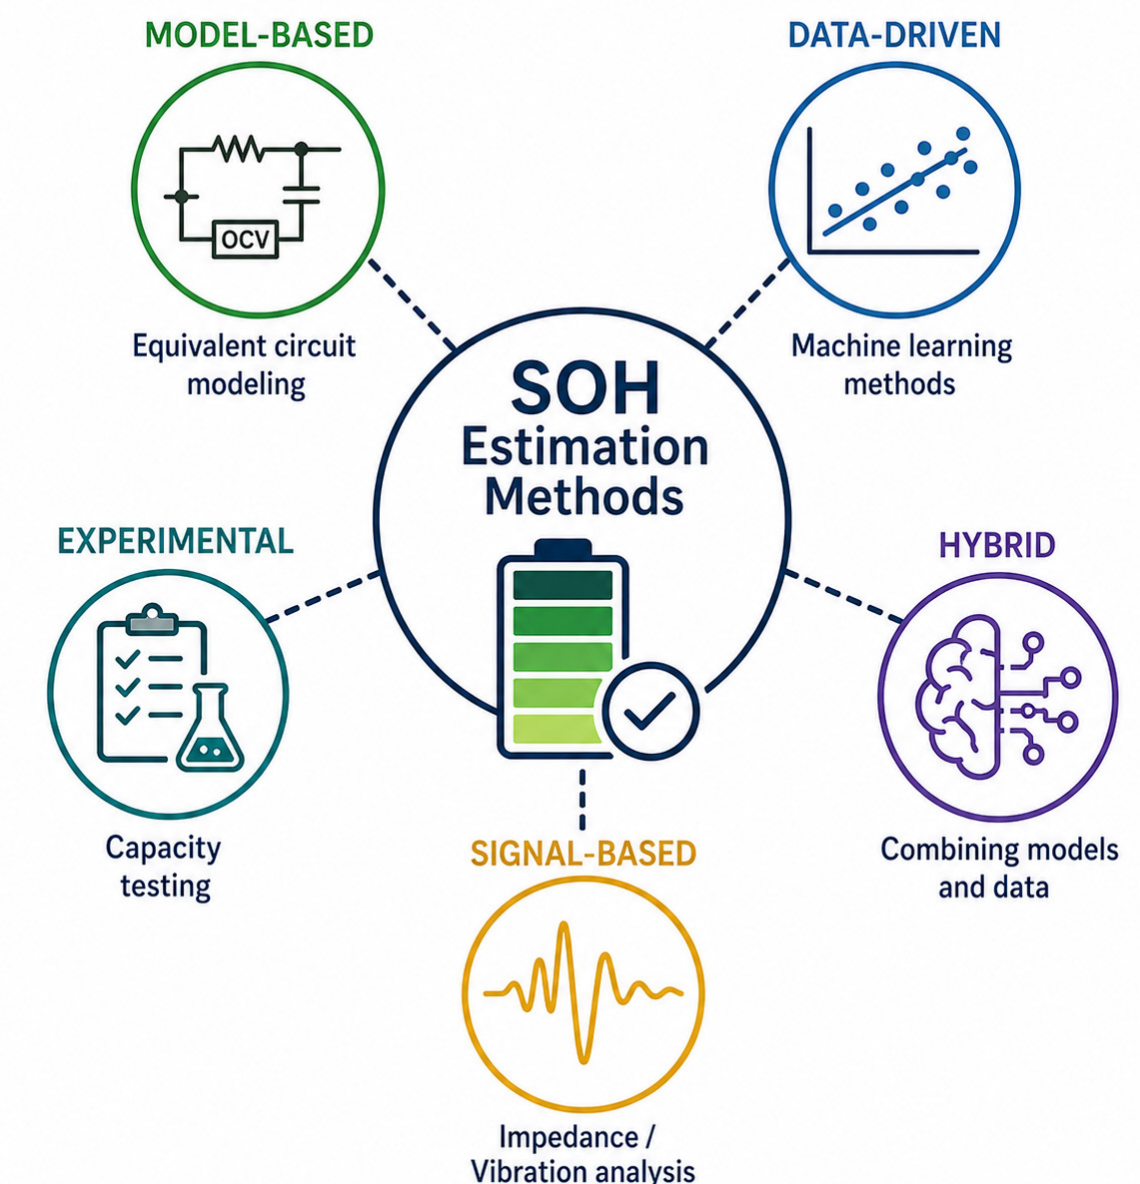 MODEL-BASED
OCV
Equivalent circuit
modeling
DATA-DRIVEN
Machine learning
methods
SOH
Estimation
Methods
EXPERIMENTAL
Capacity
testing
HYBRID
Combining models
and data
SIGNAL-BASED
Impedance /
Vibration analysis